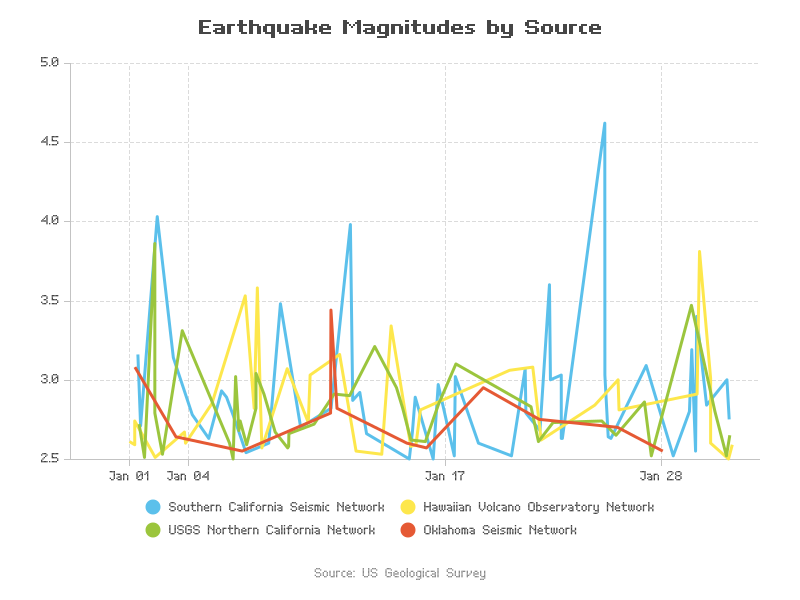 Earthquake Magnitudes by Source
5.0
4.5
4.0
3.5
3.0
2.5
Jan 01 Jan 04 Jan 17 Jan 28
Southern California Seismic Network Hawaiian Volcano Observatory Network
USGS Northern California Network Oklahoma Seismic Network
Source: US Geological Survey